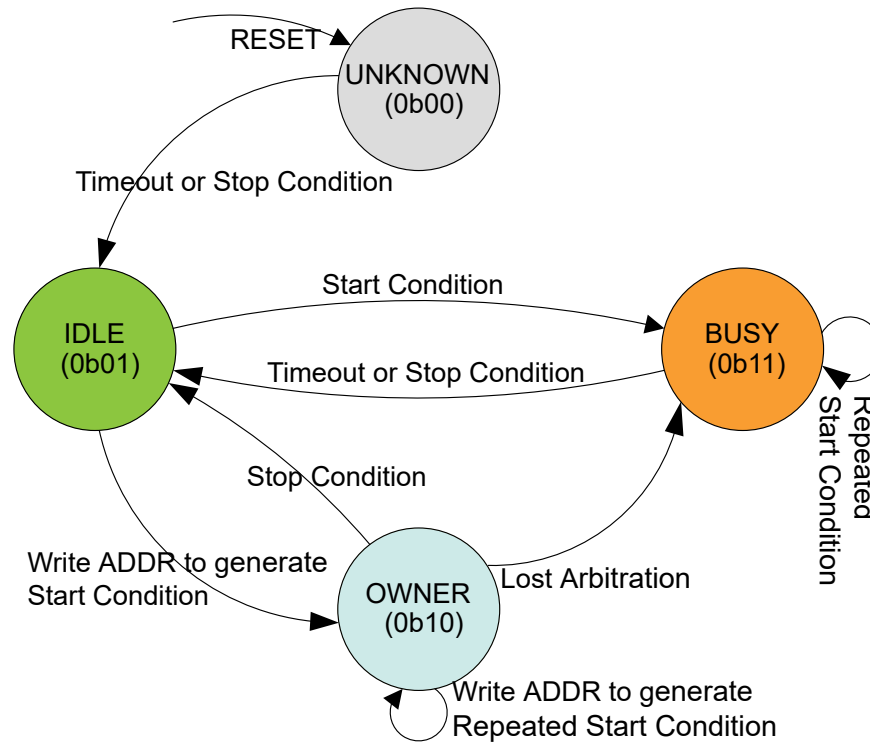 RESET
UNKNOWN
(0b00)
Timeout or Stop Condition
Start Condition
IDLE
(0b01)
BUSY
(0b11)
Timeout or Stop Condition
Repeated
Start Condition
Stop Condition
Write ADDR to generate
Start Condition
Lost Arbitration
OWNER
(0b10)
Write ADDR to generate
Repeated Start Condition